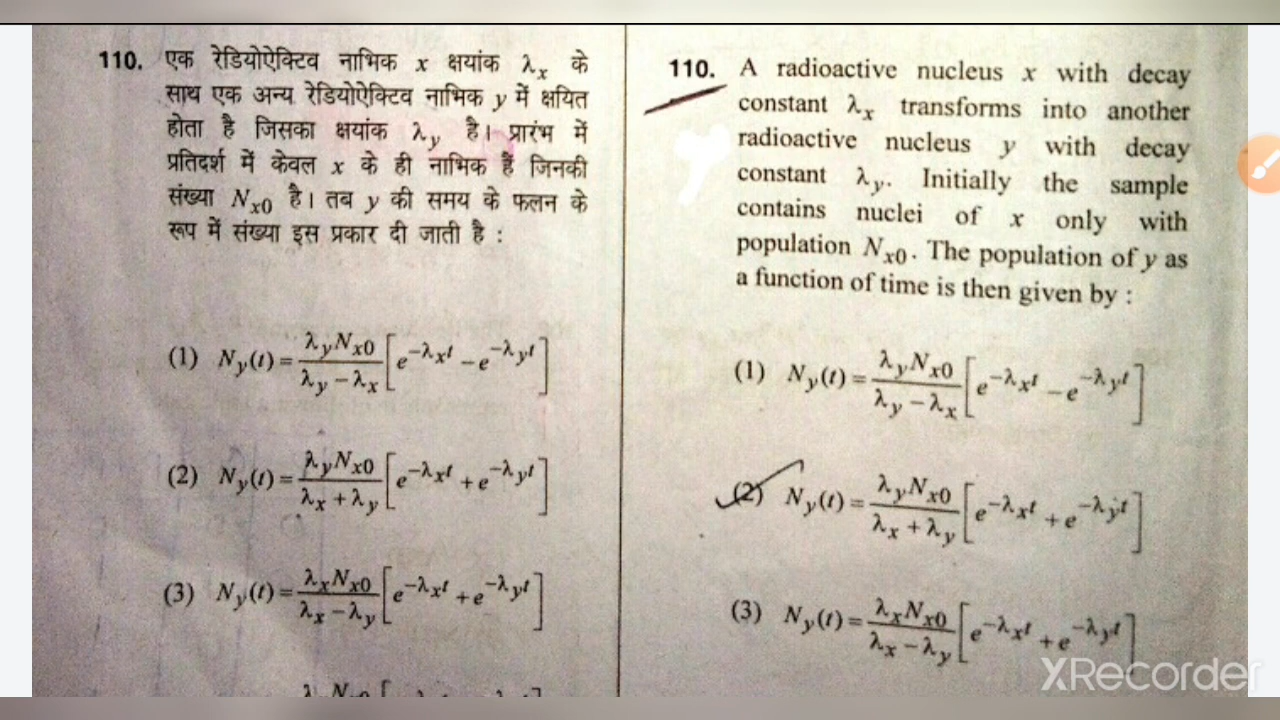 110. एक रेडियोऐक्टिव नाभिक x क्षयांक λx के
साथ एक अन्य रेडियोऐक्टिव नाभिक y में क्षयित
होता है जिसका क्षयांक λy है। प्रारंभ में
प्रतिदर्श में केवल x के ही नाभिक हैं जिनकी
संख्या Nx0 है। तब y की समय के फलन के
रूप में संख्या इस प्रकार दी जाती है :
(1) Ny(t) = λyNx0 / (λy − λx) [e^−λxt − e^−λyt]
(2) Ny(t) = λyNx0 / (λx + λy) [e^−λxt + e^−λyt]
(3) Ny(t) = λxNx0 / (λx − λy) [e^−λxt + e^−λyt]
110. A radioactive nucleus x with decay
constant λx transforms into another
radioactive nucleus y with decay
constant λy. Initially the sample
contains nuclei of x only with
population Nx0. The population of y as
a function of time is then given by :
(1) Ny(t) = λyNx0 / (λy − λx) [e^−λxt − e^−λyt]
(2) Ny(t) = λyNx0 / (λx + λy) [e^−λxt + e^−λyt]
(3) Ny(t) = λxNx0 / (λx − λy) [e^−λxt + e^−λyt]
XRecorder